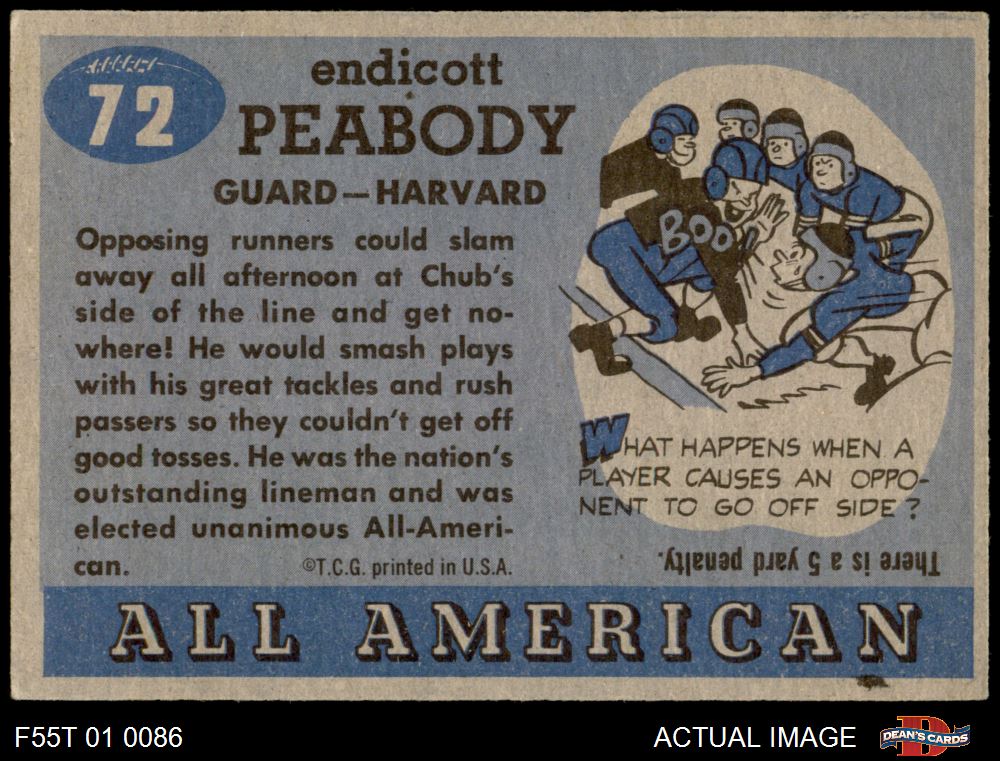 72
endicott
PEABODY
GUARD—HARVARD
Opposing runners could slam
away all afternoon at Chub's
side of the line and get no-
where! He would smash plays
with his great tackles and rush
passers so they couldn't get off
good tosses. He was the nation's
outstanding lineman and was
elected unanimous All-Ameri-
can.
©T.C.G. printed in U.S.A.
BOO
WHAT HAPPENS WHEN A
PLAYER CAUSES AN OPPO-
NENT TO GO OFF SIDE?
There is a 5 yard penalty.
ALL AMERICAN
F55T 01 0086
ACTUAL IMAGE
D
DEAN'S CARDS